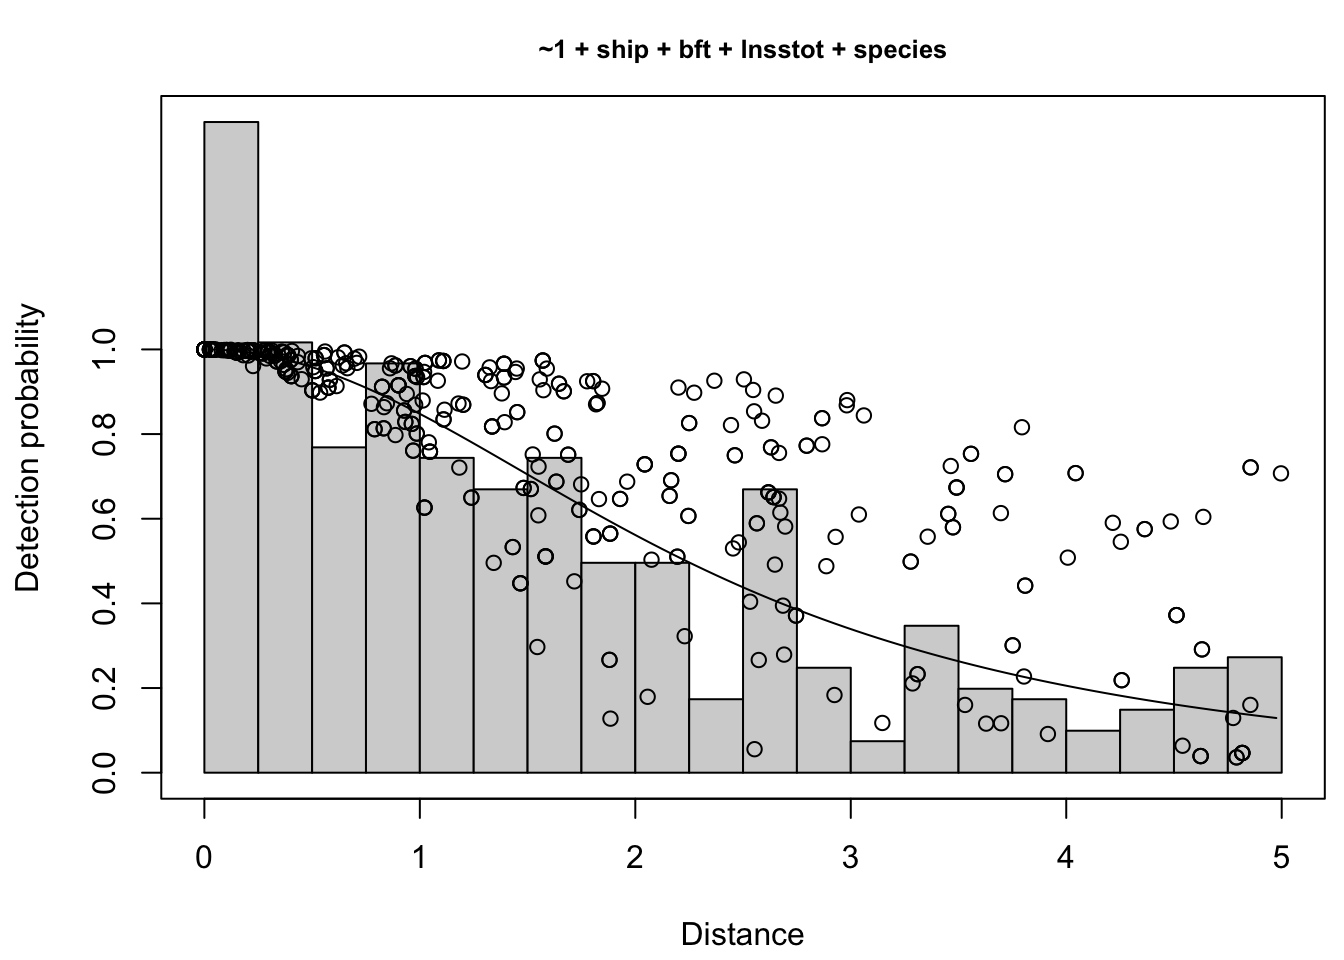 ~1 + ship + bft + lnsstot + species
Detection probability
1.0
0.8
0.6
0.4
0.2
0.0
0 1 2 3 4 5
Distance